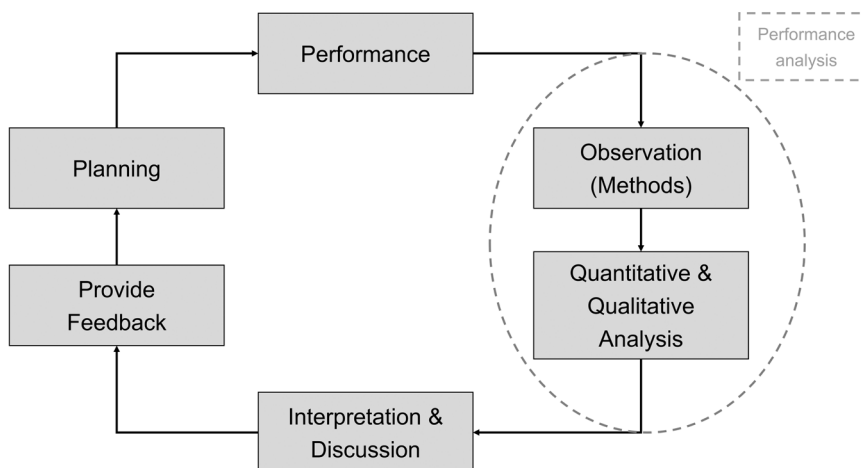 Performance
Performance
analysis
Planning
Observation
(Methods)
Provide
Feedback
Quantitative &
Qualitative
Analysis
Interpretation &
Discussion